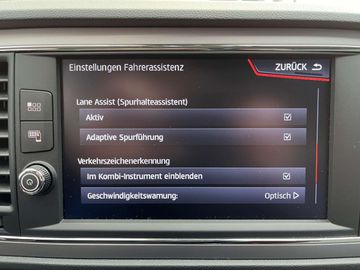 Einstellungen Fahrerassistenz
ZURÜCK
Lane Assist (Spurhalteassistent)
Aktiv
Adaptive Spurführung
Verkehrszeichenerkennung
Im Kombi-Instrument einblenden
Geschwindigkeitswarnung: Optisch